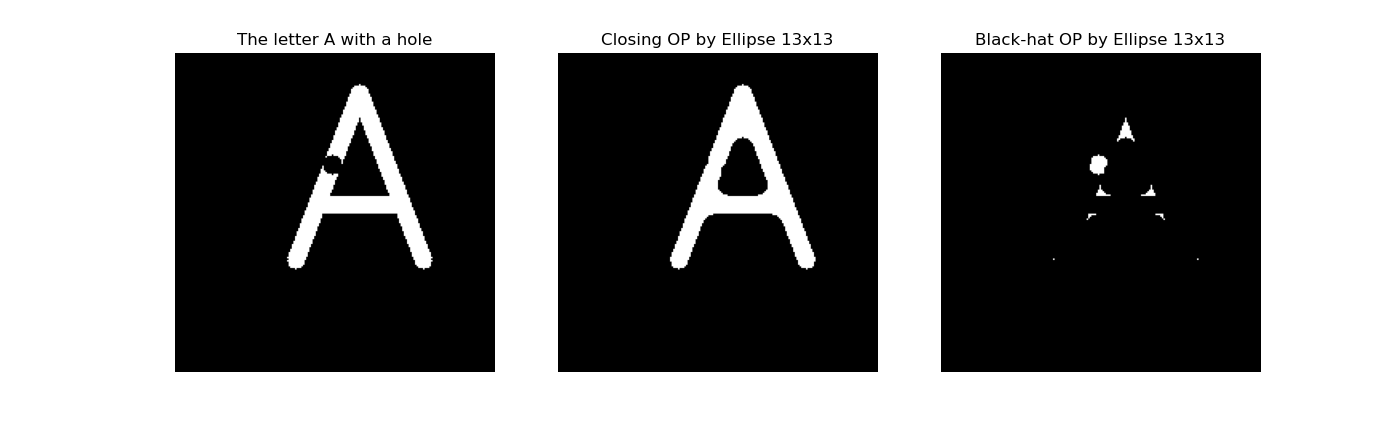 The letter A with a hole
Closing OP by Ellipse 13x13
Black-hat OP by Ellipse 13x13
A
A